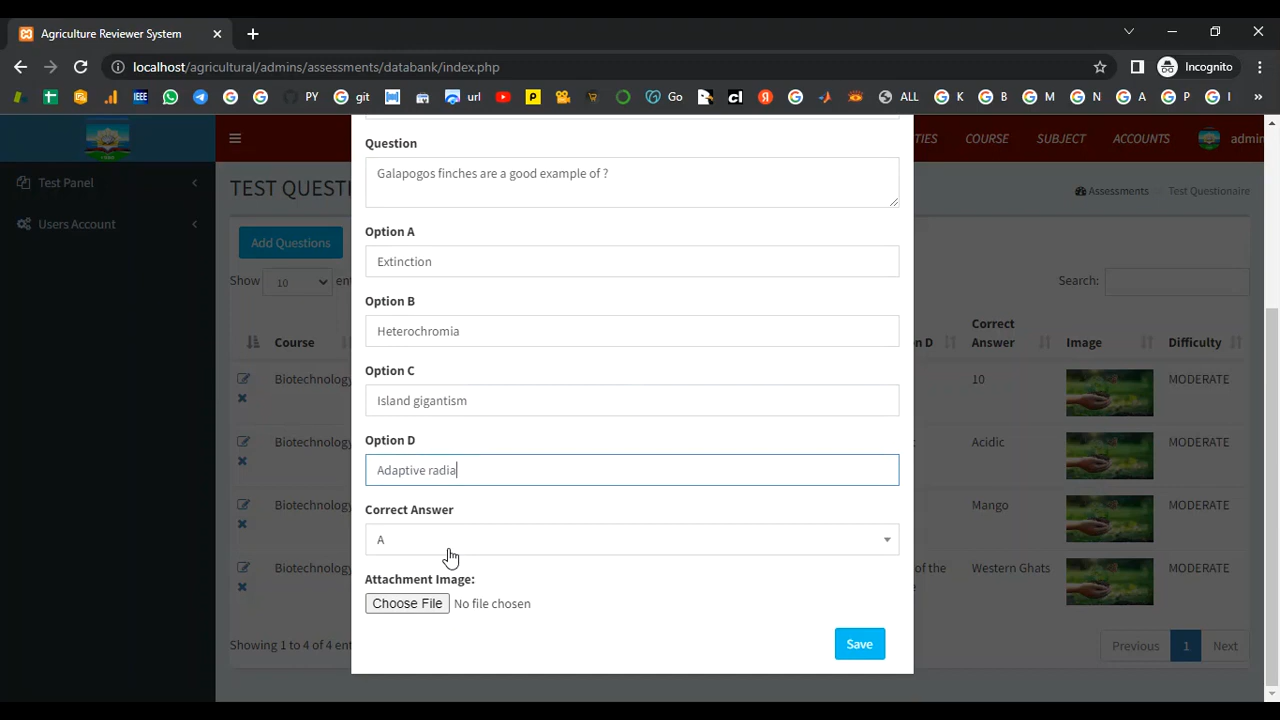 Agriculture Reviewer System
localhost/agricultural/admins/assessments/databank/index.php
Incognito
PY
git
url
Go
ALL
K
B
M
N
A
P
I
TIES
COURSE
SUBJECT
ACCOUNTS
admin
Test Panel
Users Account
TEST QUESTI
Assessments
Test Questionaire
Add Questions
Show 10 ent
Search:
Course
n D
Correct Answer
Image
Difficulty
Biotechnology
10
MODERATE
Biotechnology
Acidic
MODERATE
Biotechnology
Mango
MODERATE
Biotechnology
of the
Western Ghats
MODERATE
Showing 1 to 4 of 4 ent
Previous
1
Next
Question
Galapogos finches are a good example of ?
Option A
Extinction
Option B
Heterochromia
Option C
Island gigantism
Option D
Adaptive radia
Correct Answer
A
Attachment Image:
Choose File No file chosen
Save